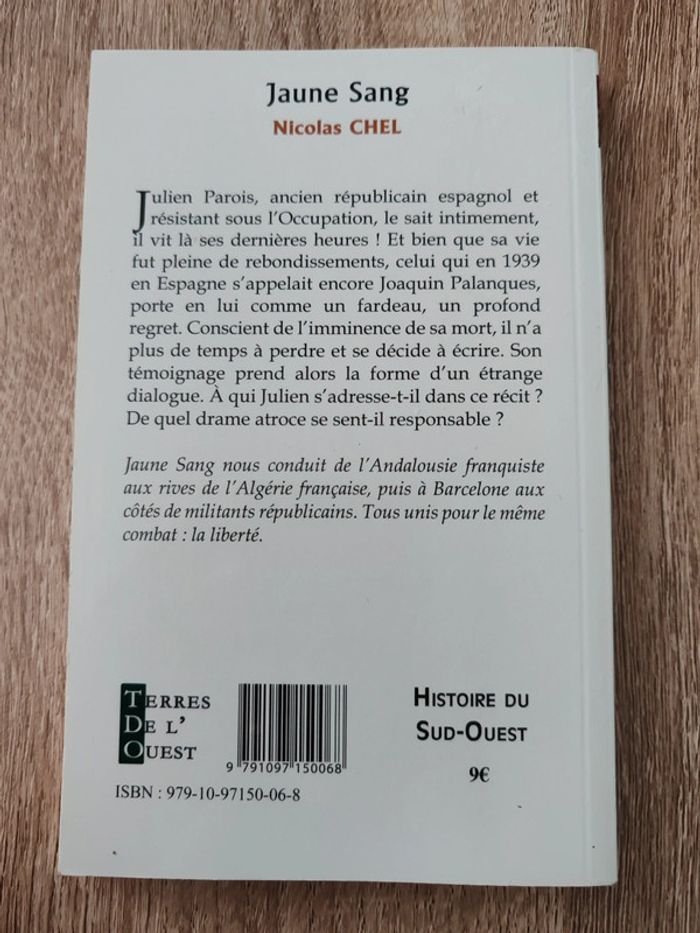 Jaune Sang
Nicolas CHEL
Julien Parois, ancien républicain espagnol et
résistant sous l'Occupation, le sait intimement,
il vit là ses dernières heures ! Et bien que sa vie
fut pleine de rebondissements, celui qui en 1939
en Espagne s'appelait encore Joaquin Palanques,
porte en lui comme un fardeau, un profond
regret. Conscient de l'imminence de sa mort, il n'a
plus de temps à perdre et se décide à écrire. Son
témoignage prend alors la forme d'un étrange
dialogue. À qui Julien s'adresse-t-il dans ce récit ?
De quel drame atroce se sent-il responsable ?
Jaune Sang nous conduit de l'Andalousie franquiste
aux rives de l'Algérie française, puis à Barcelone aux
côtés de militants républicains. Tous unis pour le même
combat : la liberté.
TERRES
DE L'
OUEST
9 791097 150068
ISBN : 979-10-97150-06-8
HISTOIRE DU
SUD-OUEST
9€